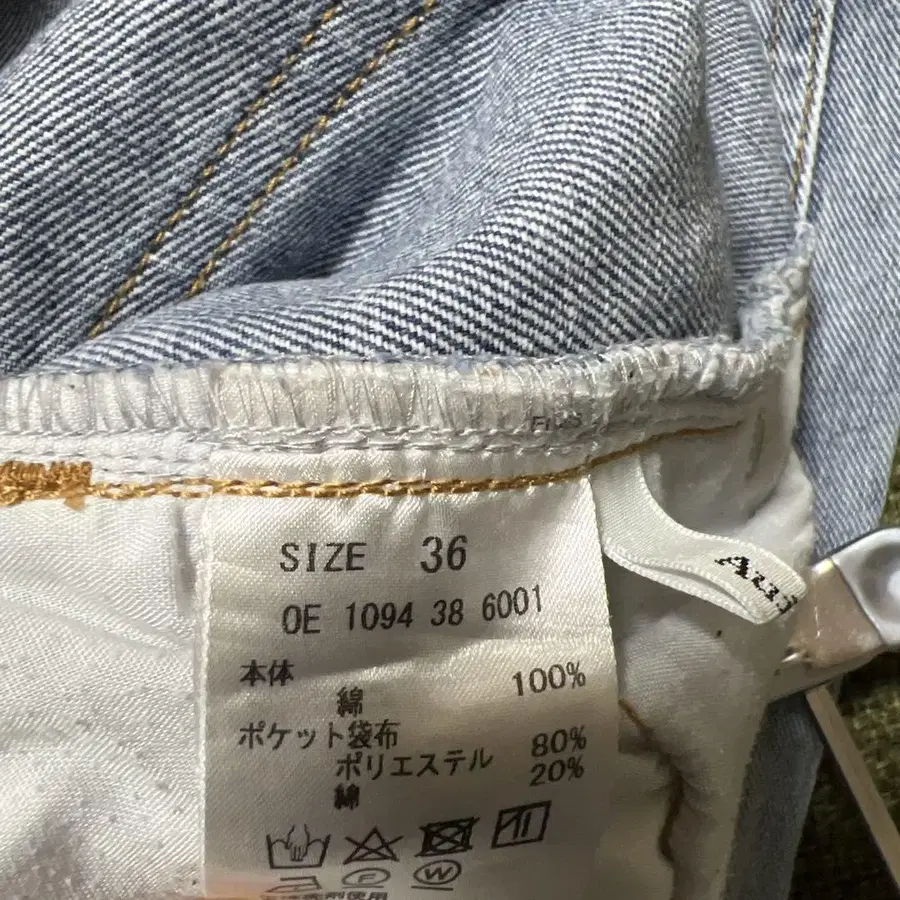 SIZE 36
OE 1094 38 6001
本体
綿 100%
ポケット袋布
ポリエステル 80%
綿 20%
F
W